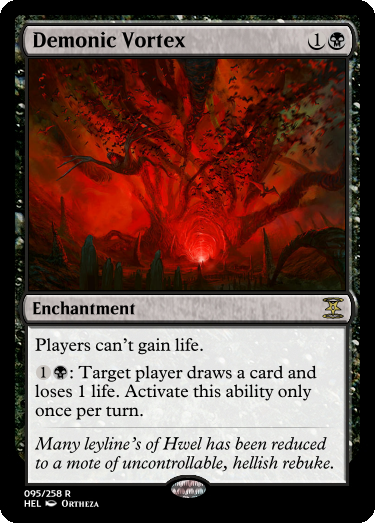 Demonic Vortex 1
Enchantment
Players can't gain life.
1: Target player draws a card and
loses 1 life. Activate this ability only
once per turn.
Many leyline's of Hwel has been reduced
to a mote of uncontrollable, hellish rebuke.
095/258 R
HEL Ortheza